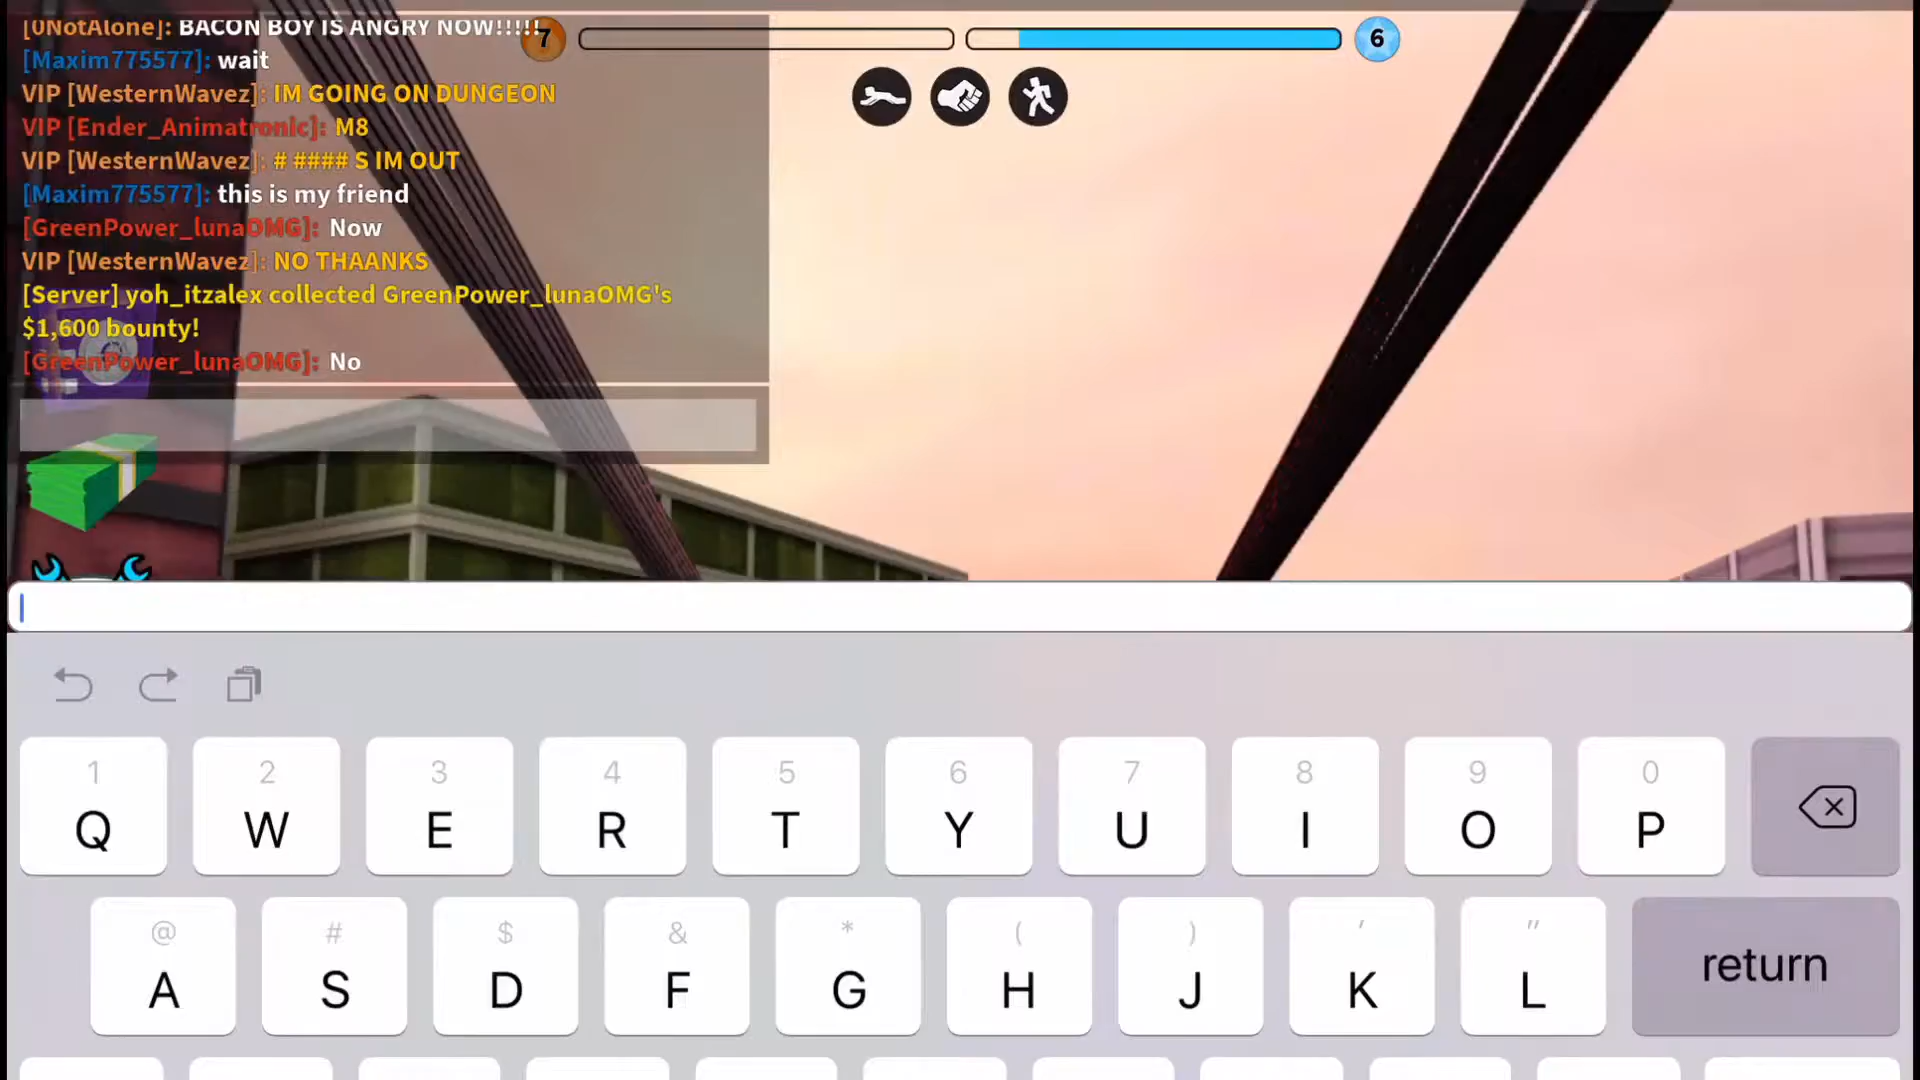 [0NotAlone]: BACON BOY IS ANGRY NOW!!!!!
7
6
[Maxim775577]: wait
VIP [WesternWavez]: IM GOING ON DUNGEON
VIP [Ender_Animatronic]: M8
VIP [WesternWavez]: # #### S IM OUT
[Maxim775577]: this is my friend
[GreenPower_lunaOMG]: Now
VIP [WesternWavez]: NO THAANKS
[Server] yoh_itzalex collected GreenPower_lunaOMG's
$1,600 bounty!
[GreenPower_lunaOMG]: No
1 2 3 4 5 6 7 8 9 0
Q W E R T Y U I O P
@ # $ & * ( ) ' "
A S D F G H J K L return